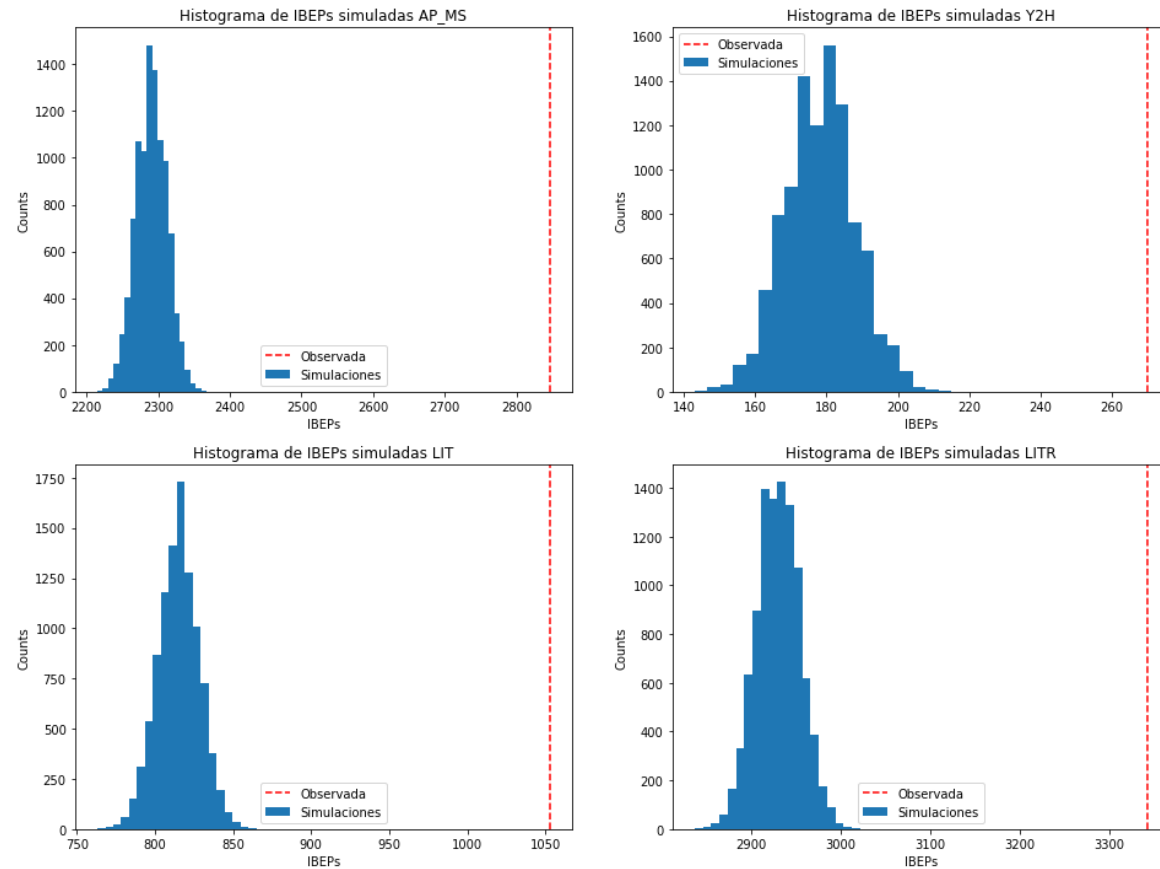 Histograma de IBEPs simuladas AP_MS
Counts
1400
1200
1000
800
600
400
200
0
Observada
Simulaciones
2200 2300 2400 2500 2600 2700 2800
IBEPs
Histograma de IBEPs simuladas Y2H
Counts
1600
1400
1200
1000
800
600
400
200
0
Observada
Simulaciones
140 160 180 200 220 240 260
IBEPs
Histograma de IBEPs simuladas LIT
Counts
1750
1500
1250
1000
750
500
250
0
Observada
Simulaciones
750 800 850 900 950 1000 1050
IBEPs
Histograma de IBEPs simuladas LITR
Counts
1400
1200
1000
800
600
400
200
0
Observada
Simulaciones
2900 3000 3100 3200 3300
IBEPs